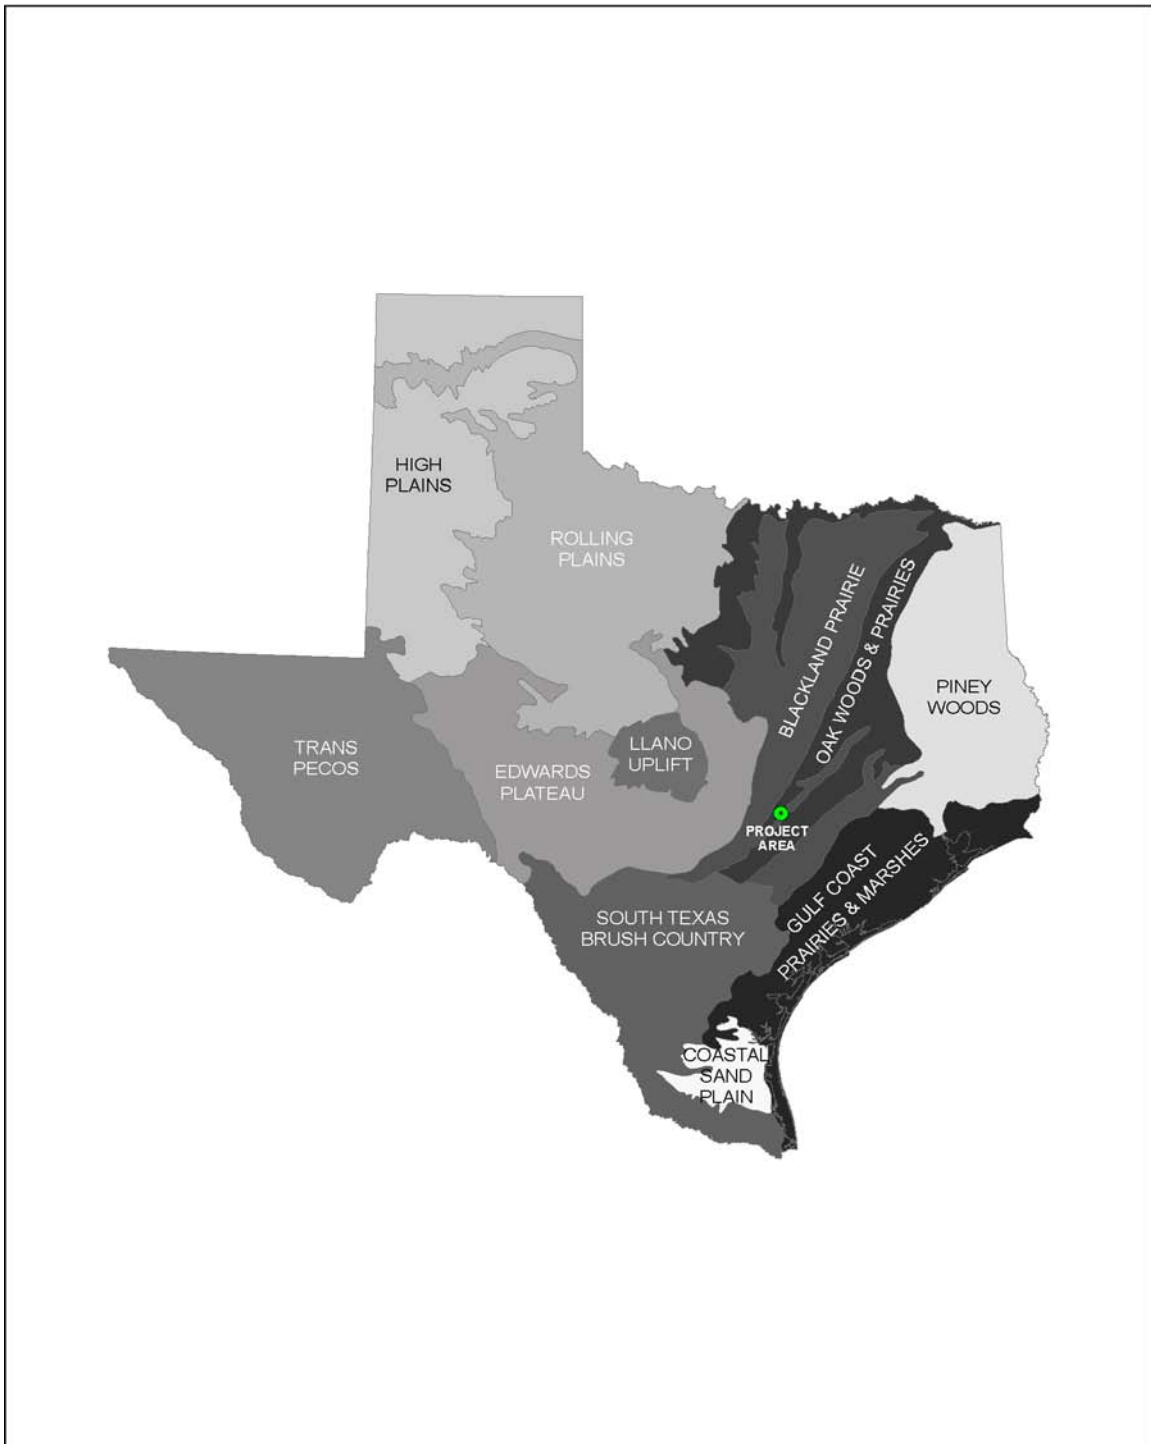 HIGH
PLAINS
ROLLING
PLAINS
BLACKLAND PRAIRIE
OAK WOODS & PRAIRIES
PINEY
WOODS
TRANS
PECOS
LLANO
UPLIFT
EDWARDS
PLATEAU
PROJECT
AREA
GULF COAST
PRAIRIES & MARSHES
SOUTH TEXAS
BRUSH COUNTRY
COASTAL
SAND
PLAIN